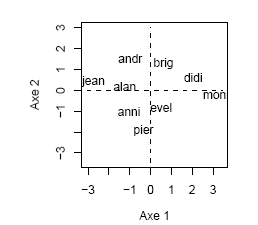 3
2
1
0
−1
−3
Axe 2
andr
brig
jean
didi
alan
mon
anni
evel
pier
−3
−1
0
1
2
3
Axe 1